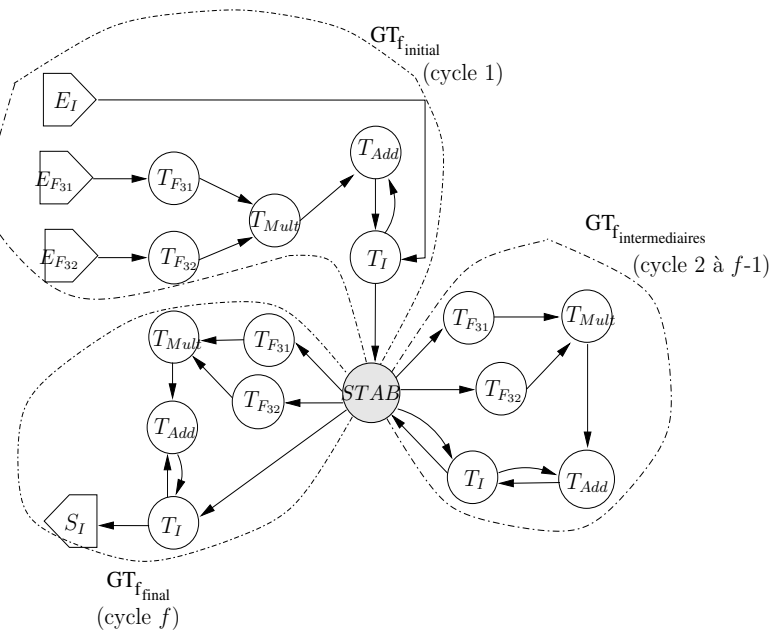 GT_{f_{initial}}
(cycle 1)
E_I
T_{Add}
E_{F_{31}} T_{F_{31}}
T_{Mult}
E_{F_{32}} T_{F_{32}} T_I
GT_{f_{intermediaires}}
(cycle 2 à f-1)
T_{F_{31}} T_{Mult}
T_{Mult} T_{F_{31}}
STAB T_{F_{32}}
T_{F_{32}}
T_{Add}
T_I T_{Add}
S_I T_I
GT_{f_{final}}
(cycle f)